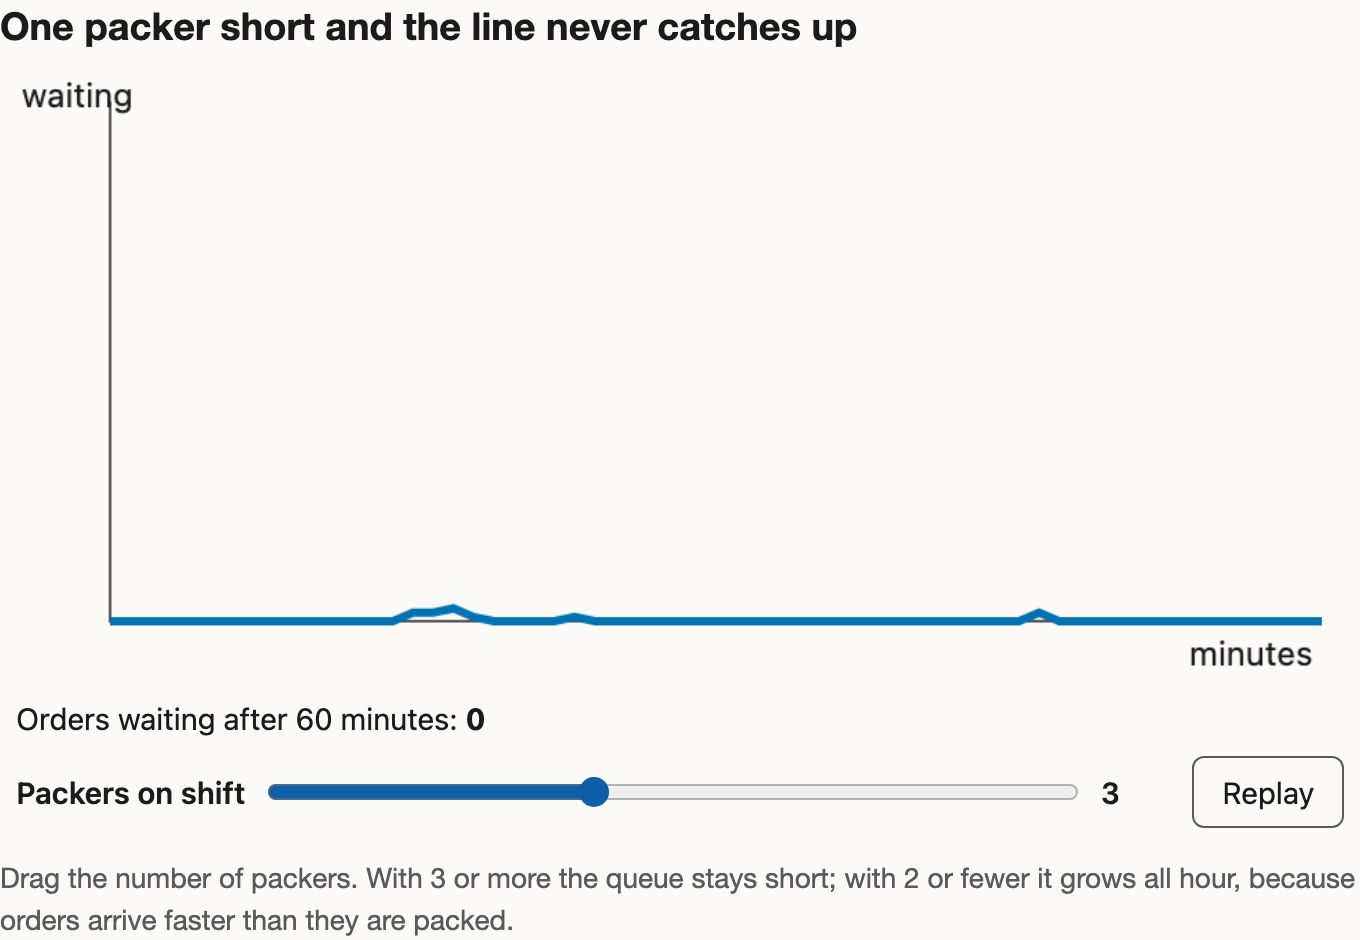 One packer short and the line never catches up
waiting
minutes
Orders waiting after 60 minutes: 0
Packers on shift 3 Replay
Drag the number of packers. With 3 or more the queue stays short; with 2 or fewer it grows all hour, because
orders arrive faster than they are packed.